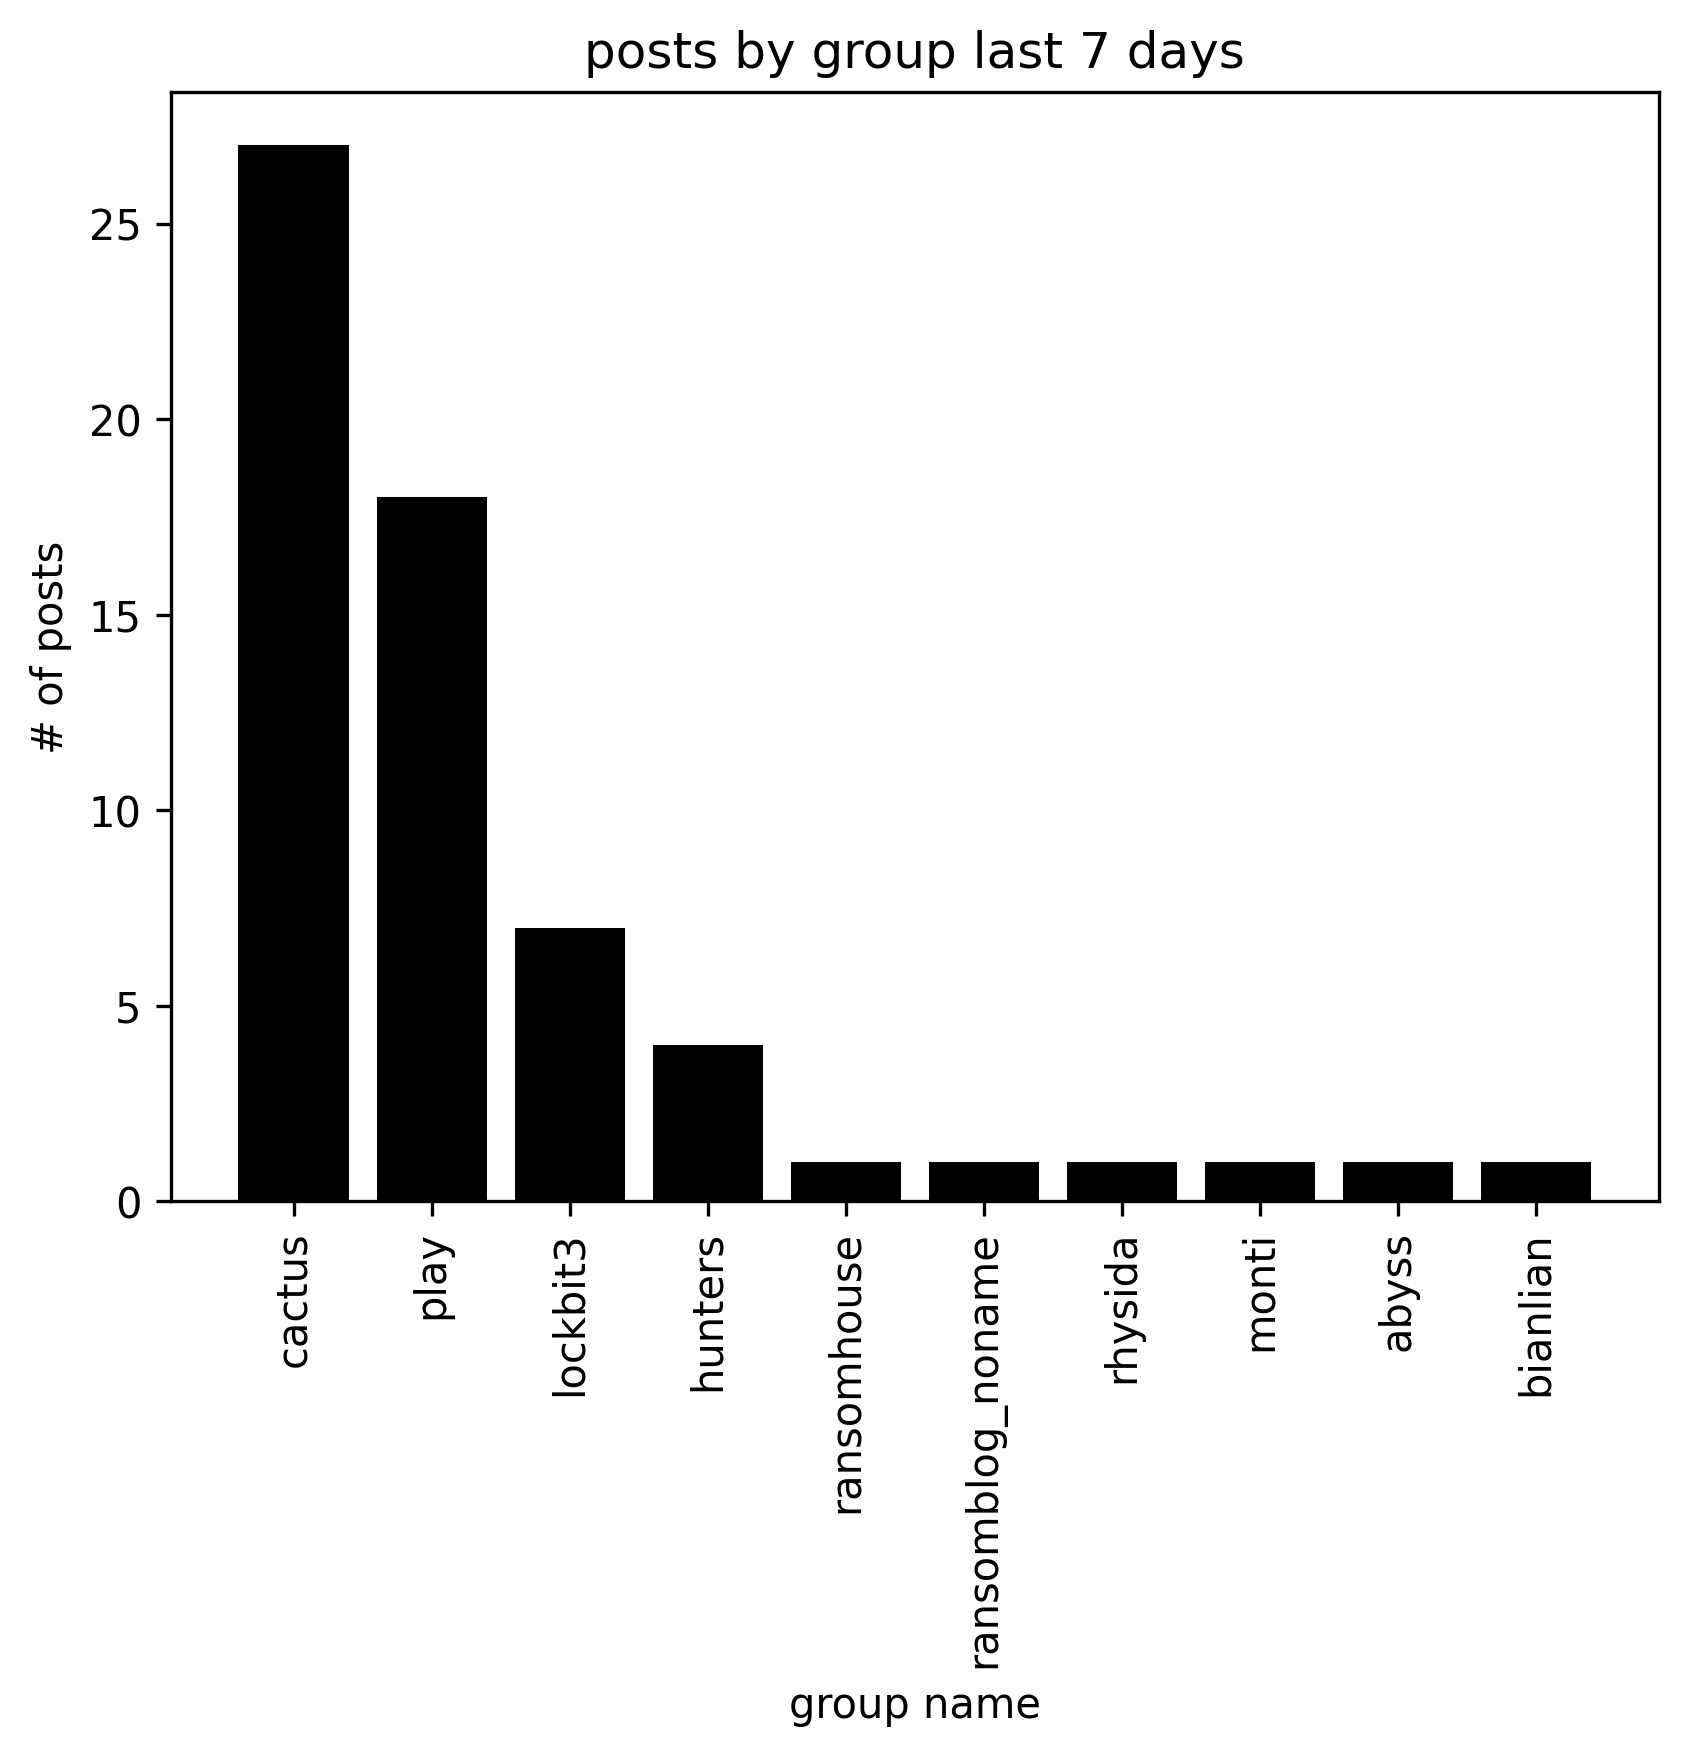 posts by group last 7 days
# of posts
25
20
15
10
5
0
cactus
play
lockbit3
hunters
ransomhouse
ransomblog_noname
rhysida
monti
abyss
bianlian
group name